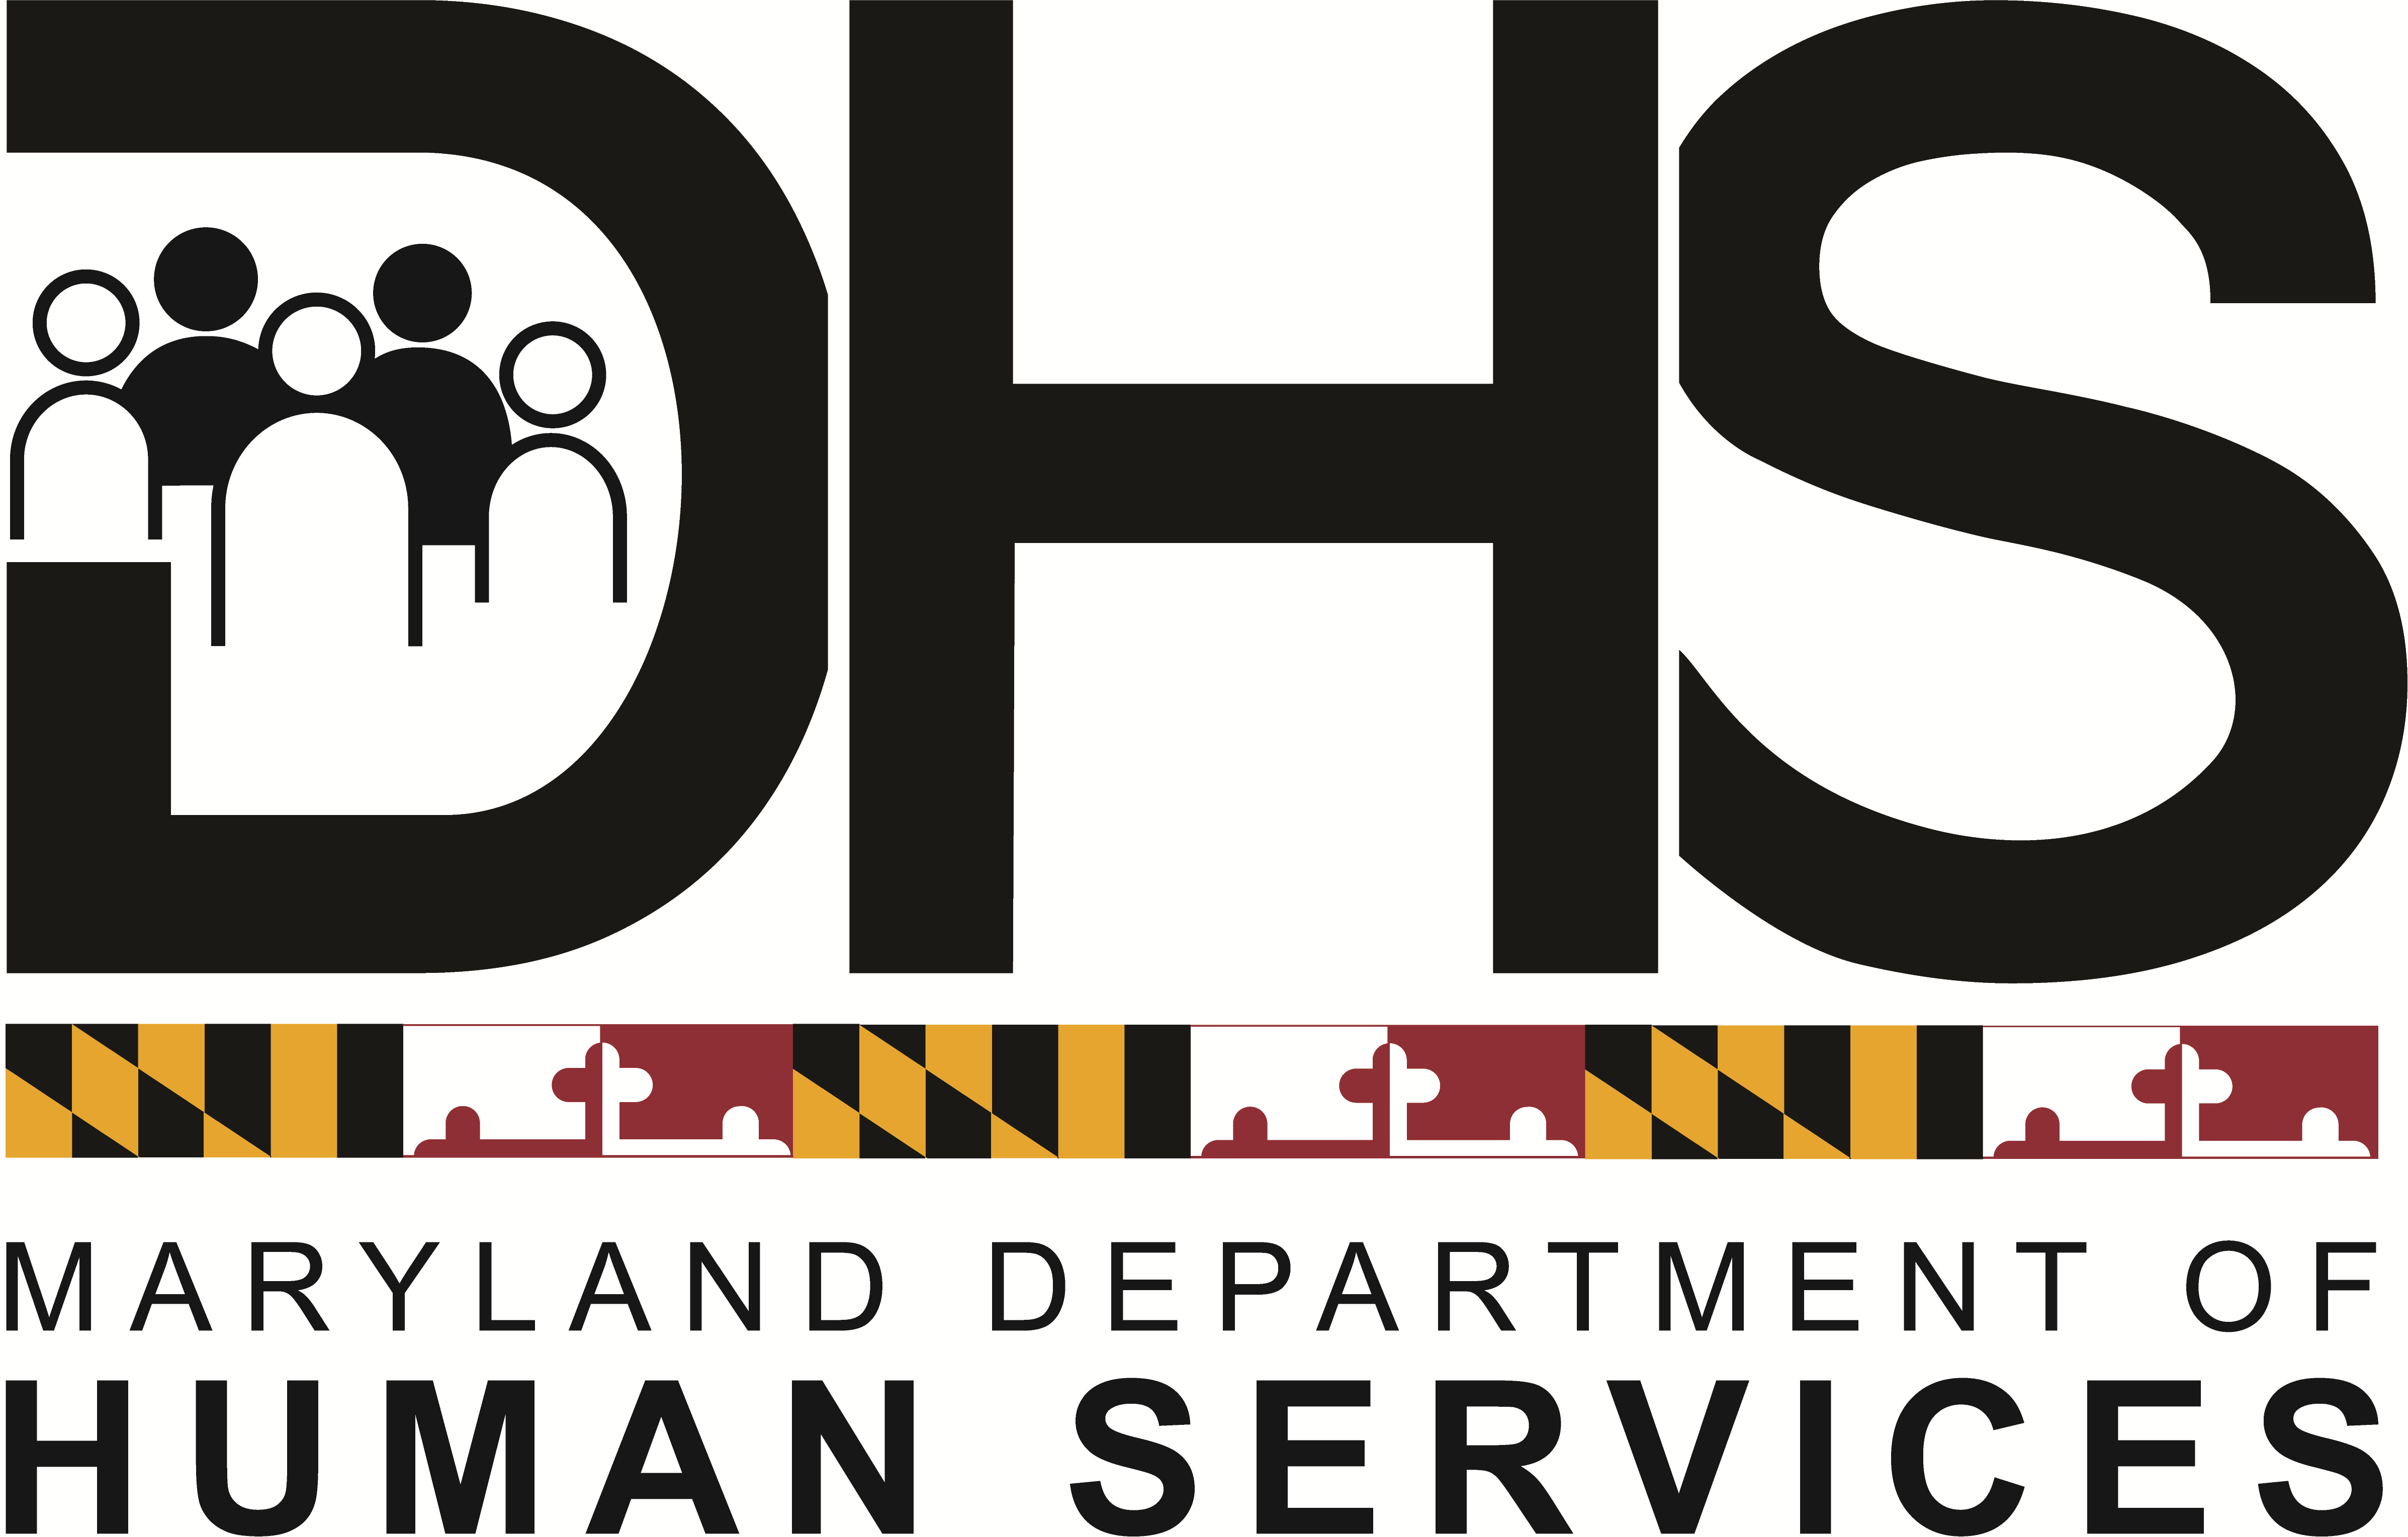 DHS
MARYLAND DEPARTMENT OF
HUMAN SERVICES